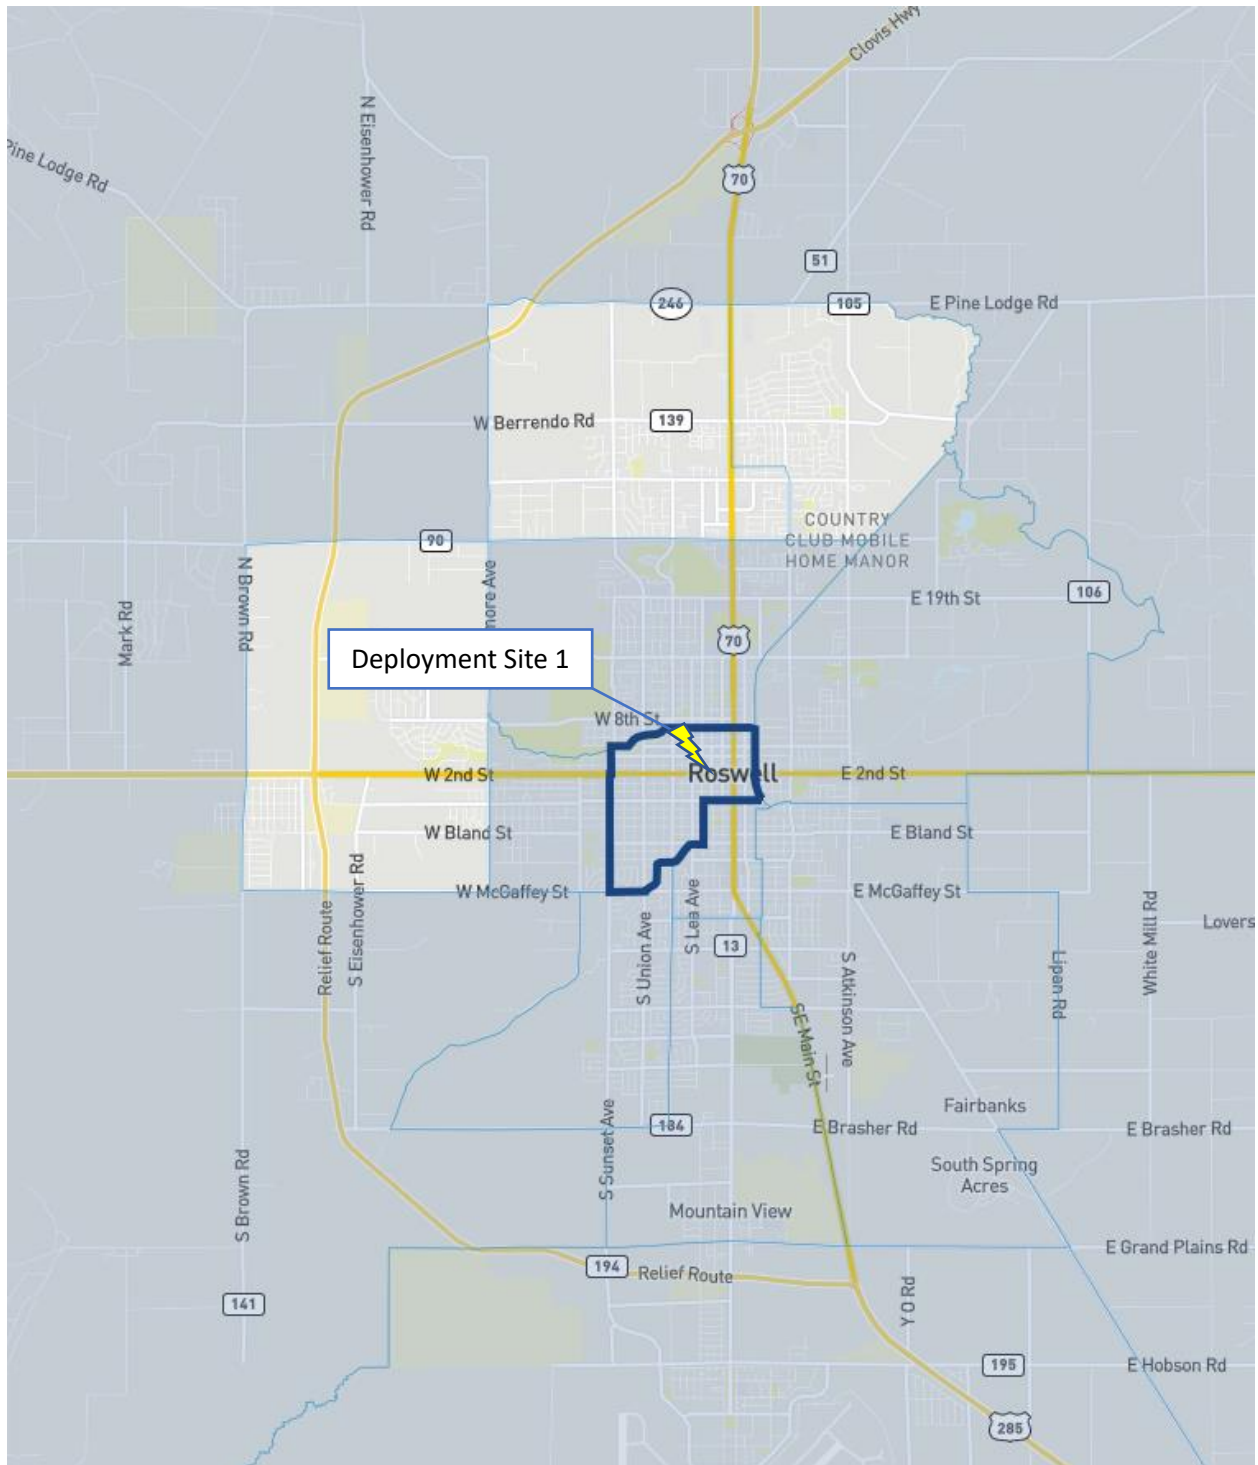 Clovis Hwy
Pine Lodge Rd
N Eisenhower Rd
70
51
246
105
E Pine Lodge Rd
W Berrendo Rd
139
COUNTRY
CLUB MOBILE
HOME MANOR
90
N Brown Rd
more Ave
E 19th St
106
Mark Rd
70
Deployment Site 1
W 8th St
W 2nd St
Roswell
E 2nd St
W Bland St
E Bland St
W McGaffey St
E McGaffey St
Relief Route
S Eisenhower Rd
S Union Ave
S Lea Ave
13
S Atkinson Ave
Lipan Rd
White Mill Rd
Lovers
SE Main St
Fairbanks
184
E Brasher Rd
E Brasher Rd
S Sunset Ave
S Brown Rd
South Spring
Acres
Mountain View
E Grand Plains Rd
194
Relief Route
141
Y O Rd
195
E Hobson Rd
285